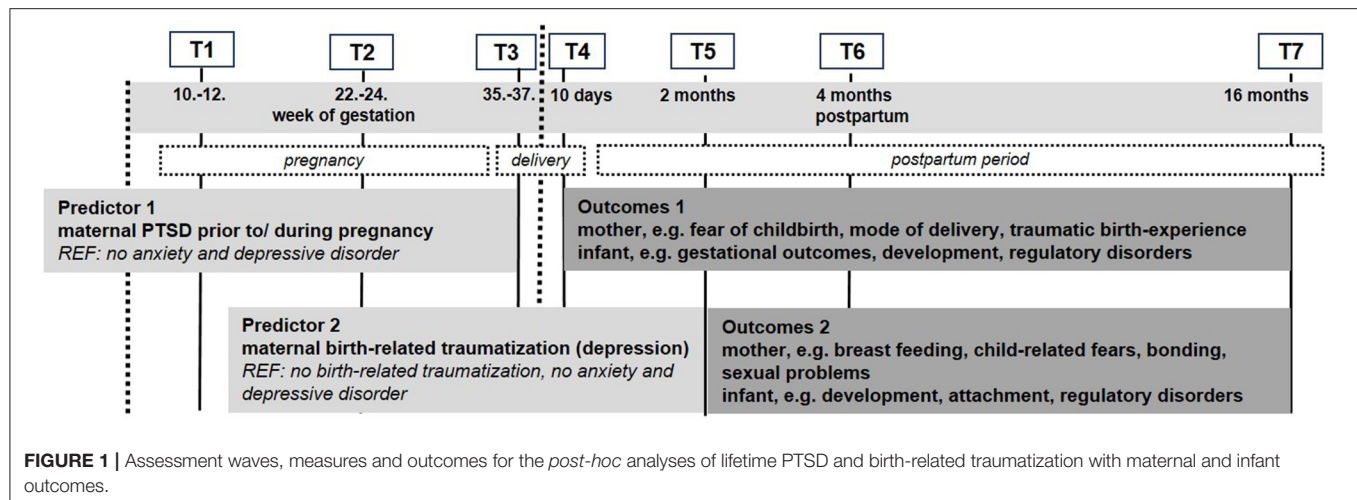 T1 T2 T3 T4 T5 T6 T7
10.-12. 22.-24. 35.-37. 10 days 2 months 4 months 16 months
week of gestation postpartum
pregnancy delivery postpartum period
Predictor 1
maternal PTSD prior to/ during pregnancy
REF: no anxiety and depressive disorder
Outcomes 1
mother, e.g. fear of childbirth, mode of delivery, traumatic birth-experience
infant, e.g. gestational outcomes, development, regulatory disorders
Predictor 2
maternal birth-related traumatization (depression)
REF: no birth-related traumatization, no anxiety and
depressive disorder
Outcomes 2
mother, e.g. breast feeding, child-related fears, bonding,
sexual problems
infant, e.g. development, attachment, regulatory disorders
FIGURE 1 | Assessment waves, measures and outcomes for the post-hoc analyses of lifetime PTSD and birth-related traumatization with maternal and infant
outcomes.